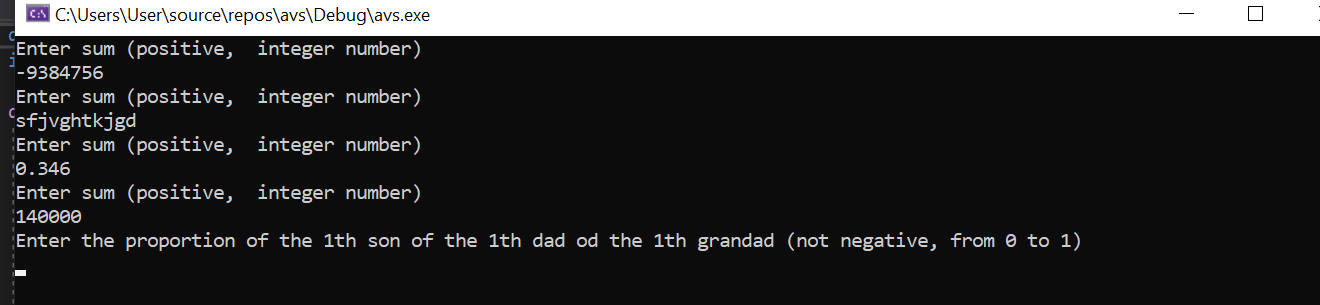 C:\Users\User\source\repos\avs\Debug\avs.exe
Enter sum (positive,  integer number)
-9384756
Enter sum (positive,  integer number)
sfjvghtkjgd
Enter sum (positive,  integer number)
0.346
Enter sum (positive,  integer number)
140000
Enter the proportion of the 1th son of the 1th dad od the 1th grandad (not negative, from 0 to 1)